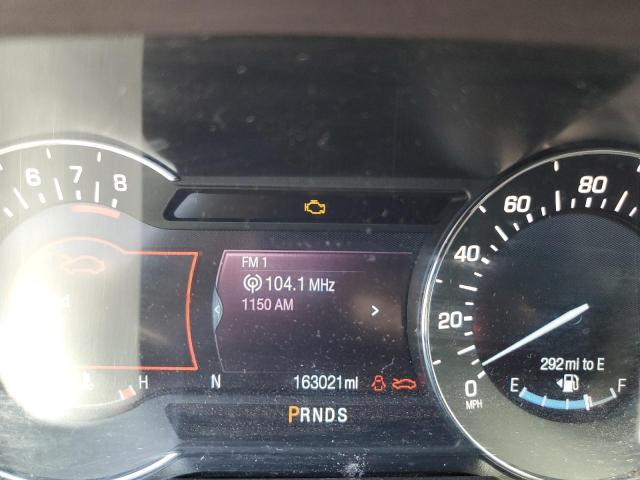 6 7 8
FM 1
104.1 MHz
1150 AM
H
N
163021mi
PRNDS
80
60
40
20
0
MPH
292mi to E
E
F